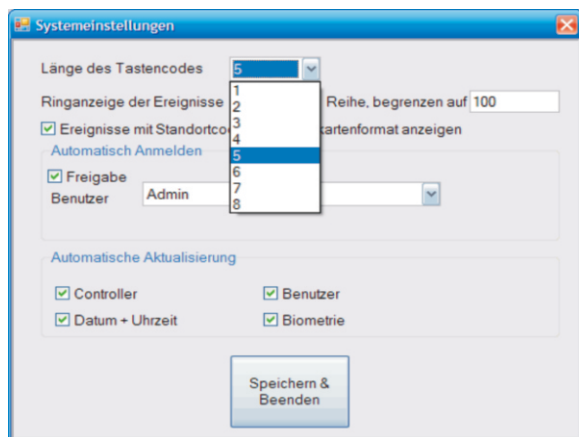 Systemeinstellungen
Länge des Tastencodes 5
1
Ringanzeige der Ereignisse 2 Reihe, begrenzen auf 100
3
Ereignisse mit Standortco kartenformat anzeigen
4
Automatisch Anmelden 5
Freigabe 6
Benutzer Admin 7
8
Automatische Aktualisierung
Controller Benutzer
Datum + Uhrzeit Biometrie
Speichern &
Beenden